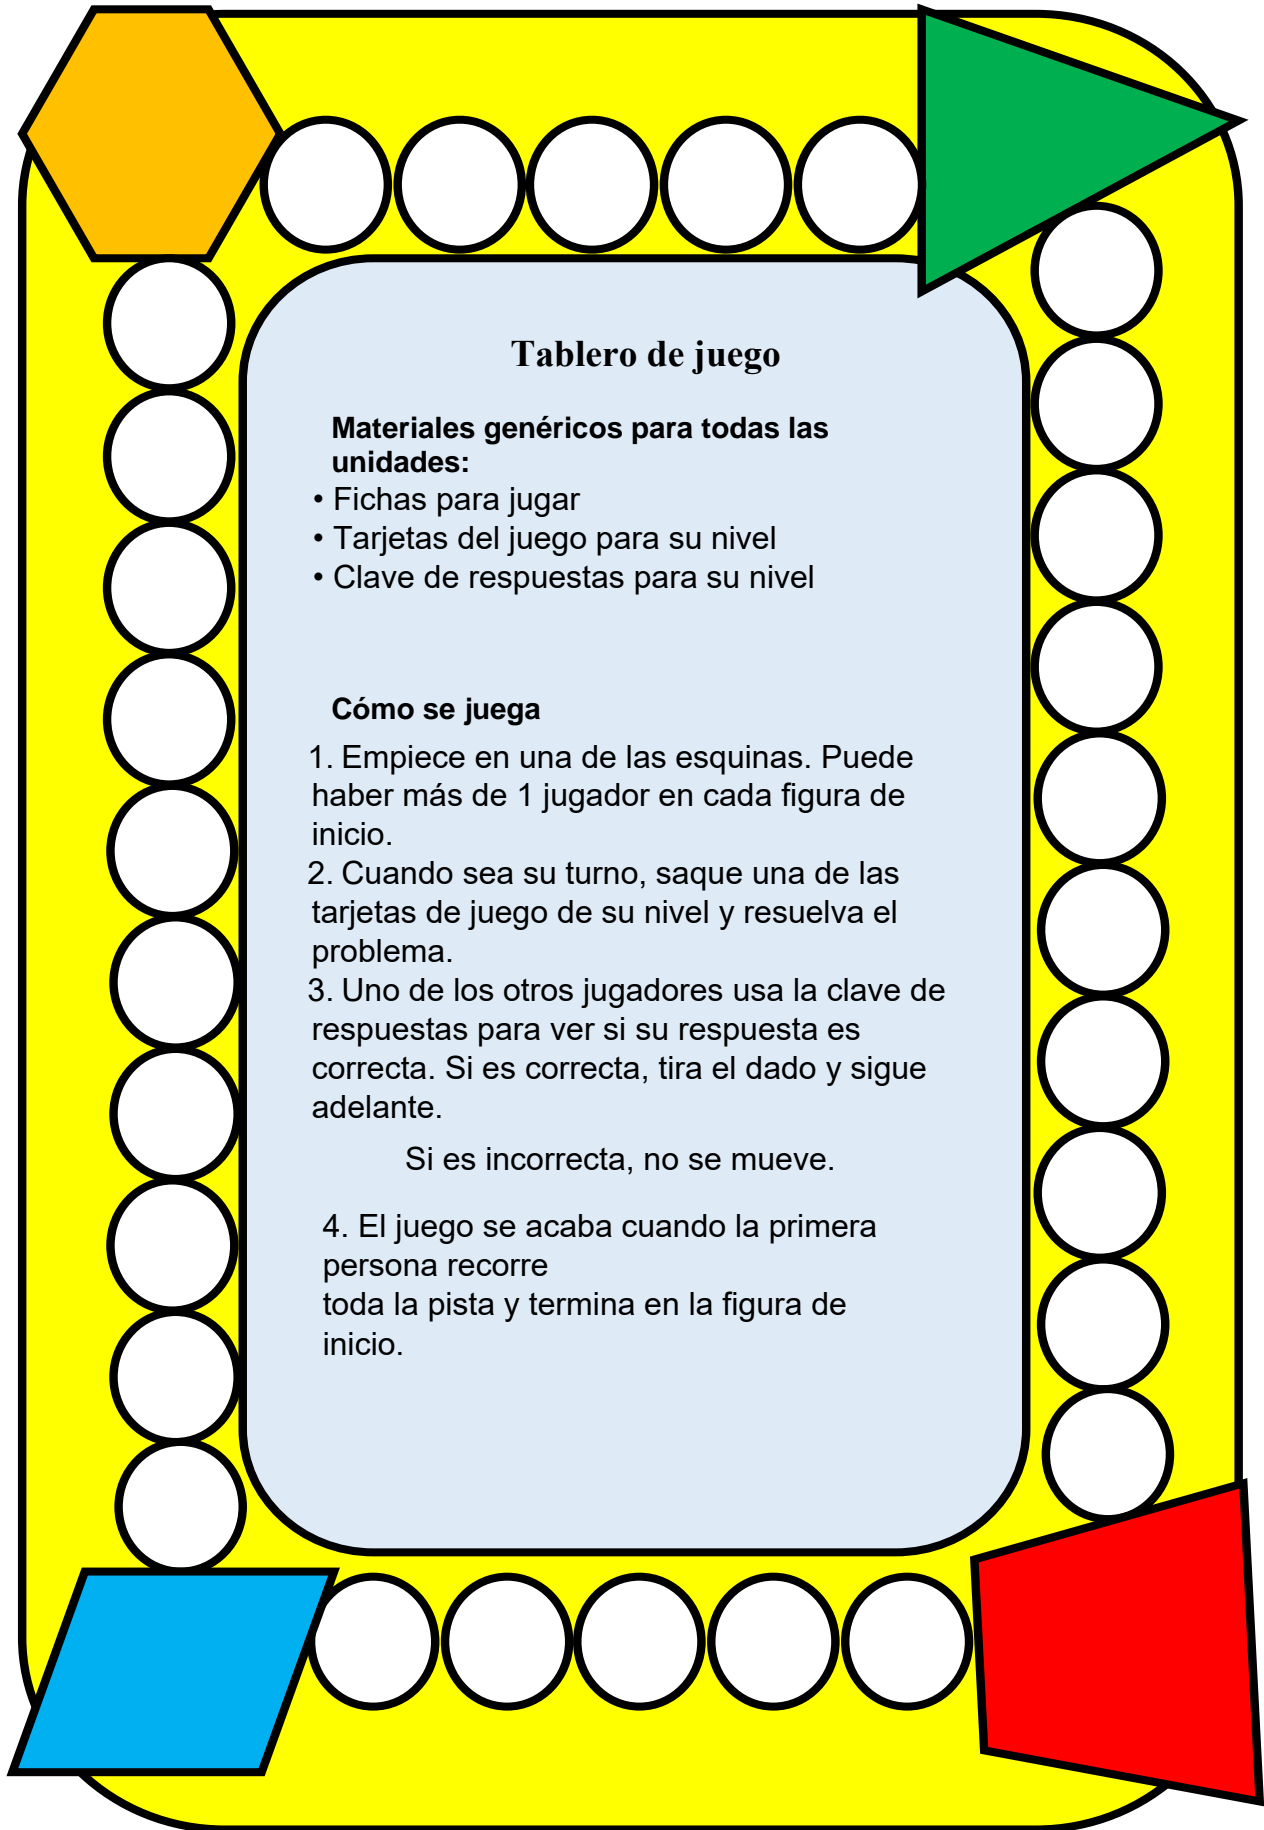 Tablero de juego
Materiales genéricos para todas las
unidades:
• Fichas para jugar
• Tarjetas del juego para su nivel
• Clave de respuestas para su nivel
Cómo se juega
1. Empiece en una de las esquinas. Puede
haber más de 1 jugador en cada figura de
inicio.
2. Cuando sea su turno, saque una de las
tarjetas de juego de su nivel y resuelva el
problema.
3. Uno de los otros jugadores usa la clave de
respuestas para ver si su respuesta es
correcta. Si es correcta, tira el dado y sigue
adelante.
Si es incorrecta, no se mueve.
4. El juego se acaba cuando la primera
persona recorre
toda la pista y termina en la figura de
inicio.